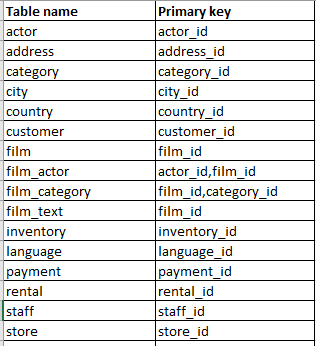 Table name Primary key
actor actor_id
address address_id
category category_id
city city_id
country country_id
customer customer_id
film film_id
film_actor actor_id,film_id
film_category film_id,category_id
film_text film_id
inventory inventory_id
language language_id
payment payment_id
rental rental_id
staff staff_id
store store_id